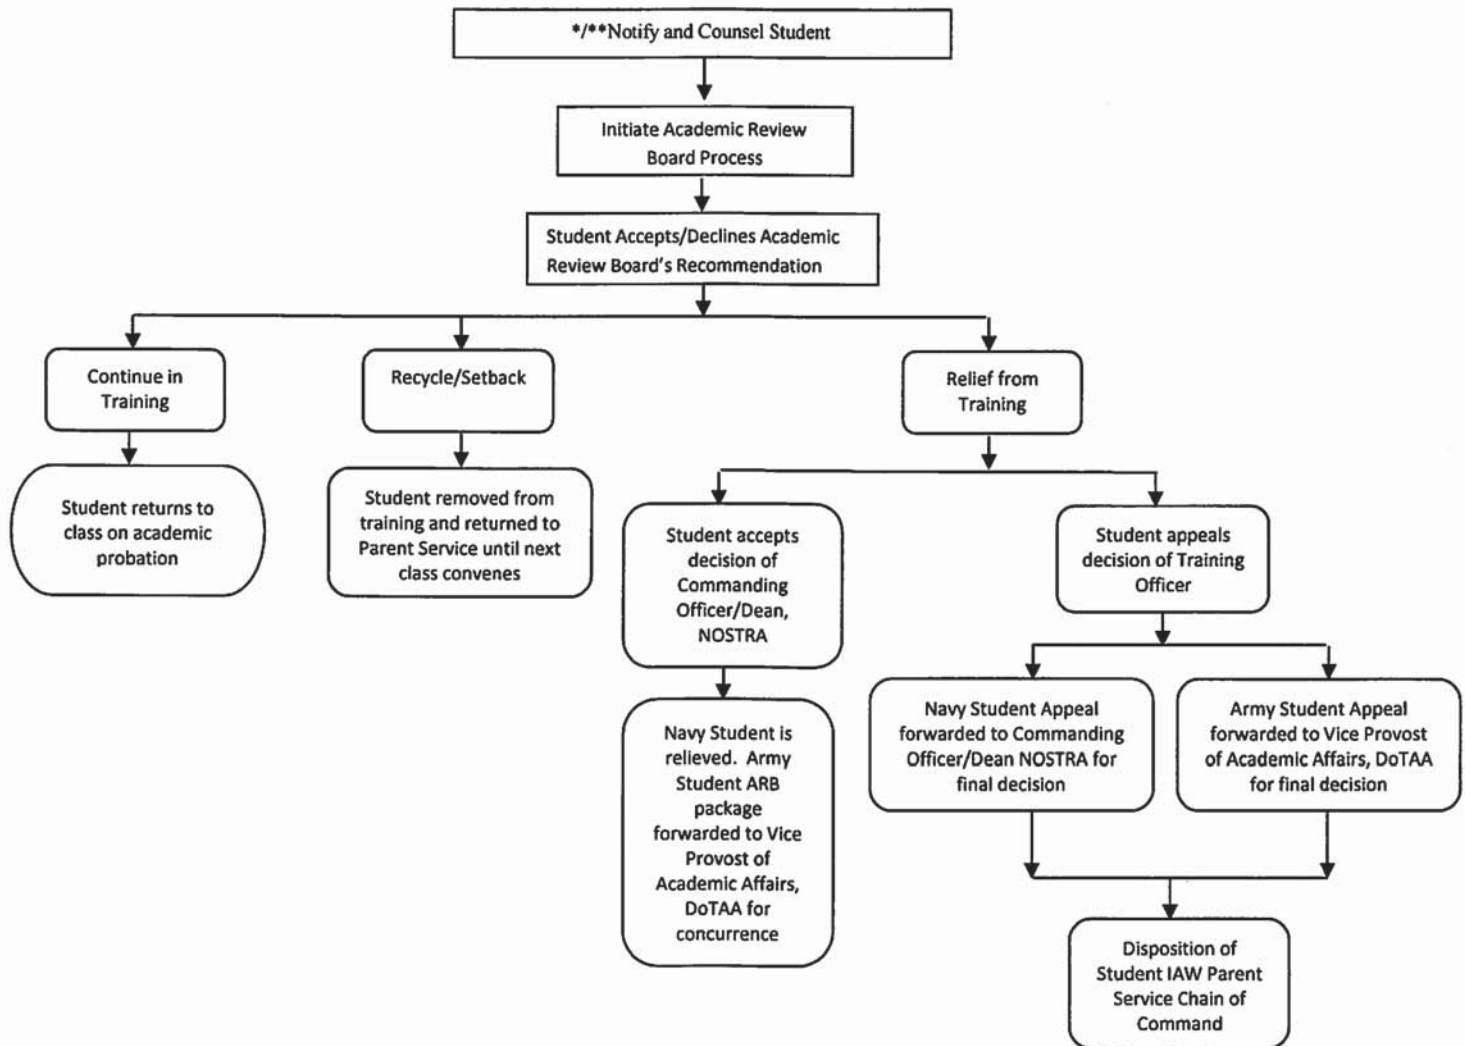 */**Notify and Counsel Student
Initiate Academic Review
Board Process
Student Accepts/Declines Academic
Review Board's Recommendation
Continue in
Training
Recycle/Setback
Relief from
Training
Student returns to
class on academic
probation
Student removed from
training and returned to
Parent Service until next
class convenes
Student accepts
decision of
Commanding
Officer/Dean,
NOSTRA
Student appeals
decision of Training
Officer
Navy Student is
relieved. Army
Student ARB
package
forwarded to Vice
Provost of
Academic Affairs,
DoTAA for
concurrence
Navy Student Appeal
forwarded to Commanding
Officer/Dean NOSTRA for
final decision
Army Student Appeal
forwarded to Vice Provost
of Academic Affairs, DoTAA
for final decision
Disposition of
Student IAW Parent
Service Chain of
Command